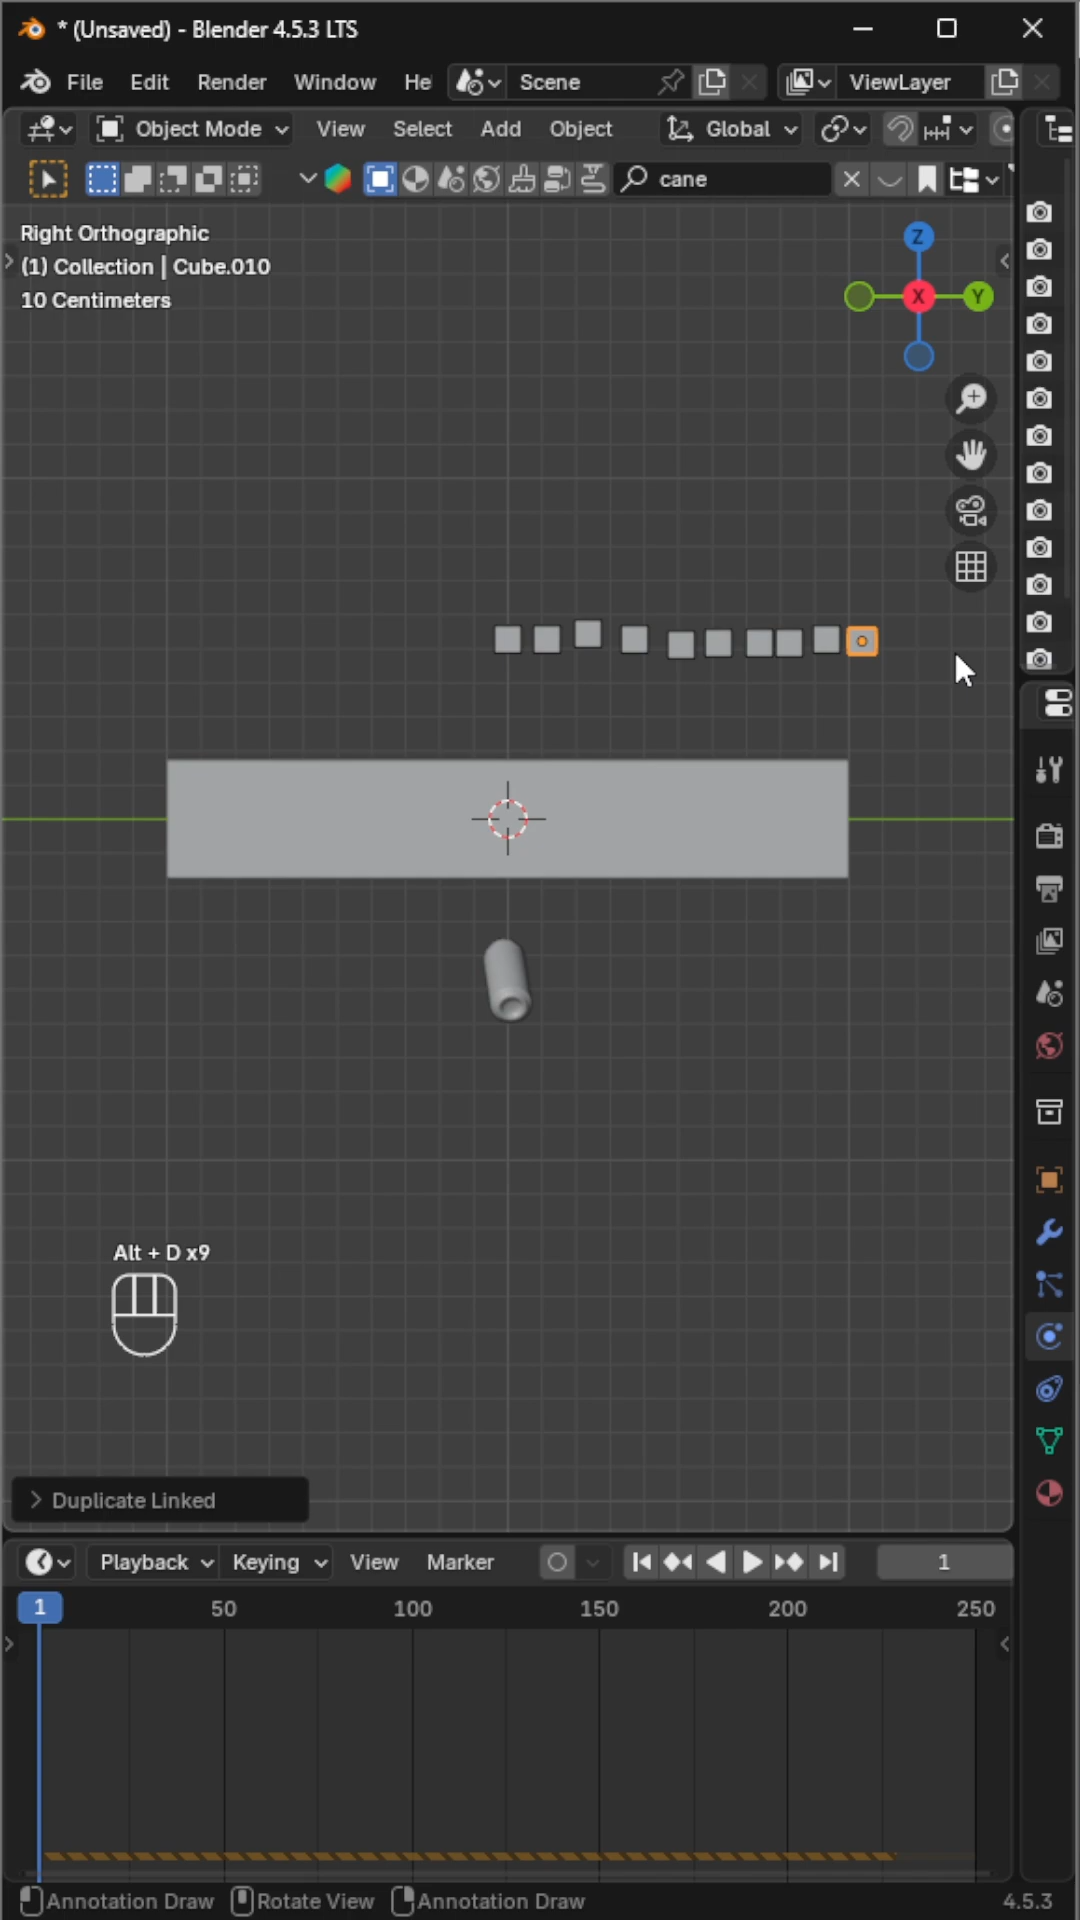 * (Unsaved) - Blender 4.5.3 LTS
File Edit Render Window He Scene ViewLayer
Object Mode View Select Add Object Global
cane
Right Orthographic
(1) Collection | Cube.010
10 Centimeters
Z
X
Y
Alt + D x9
Duplicate Linked
Playback Keying View Marker 1
1 50 100 150 200 250
Annotation Draw Rotate View Annotation Draw 4.5.3